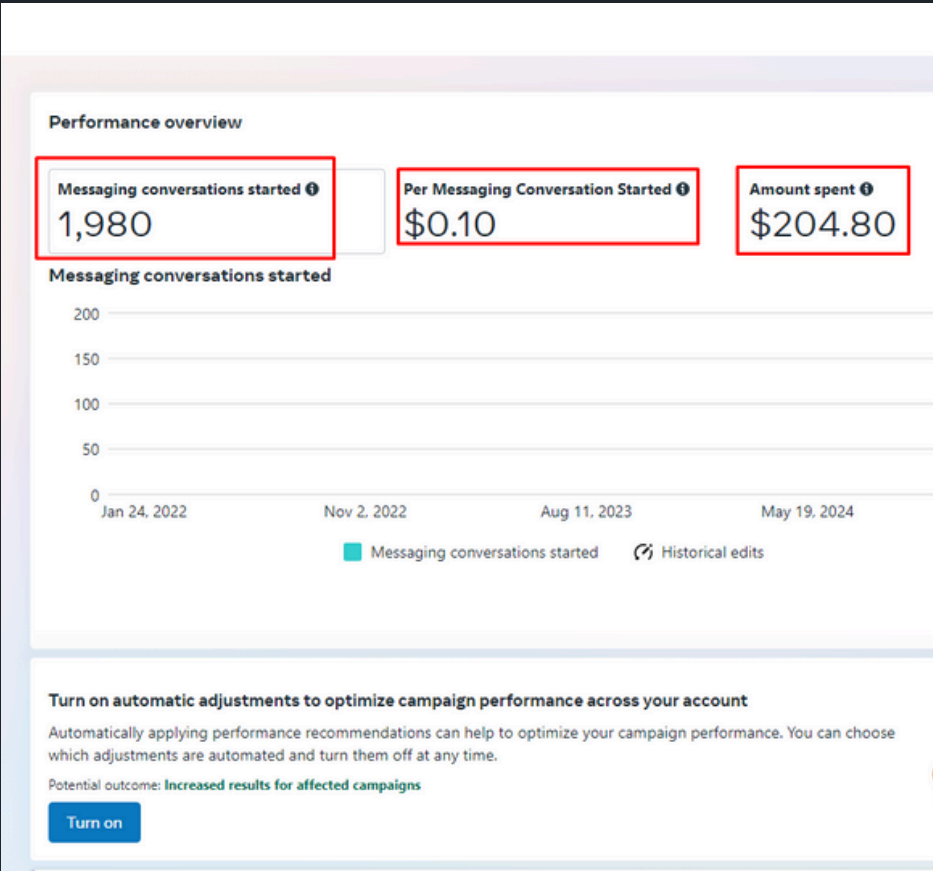 Performance overview
Messaging conversations started
Per Messaging Conversation Started
Amount spent
1,980
$0.10
$204.80
Messaging conversations started
200
150
100
50
0
Jan 24, 2022
Nov 2, 2022
Aug 11, 2023
May 19, 2024
Messaging conversations started
Historical edits
Turn on automatic adjustments to optimize campaign performance across your account
Automatically applying performance recommendations can help to optimize your campaign performance. You can choose
which adjustments are automated and turn them off at any time.
Potential outcome: Increased results for affected campaigns
Turn on